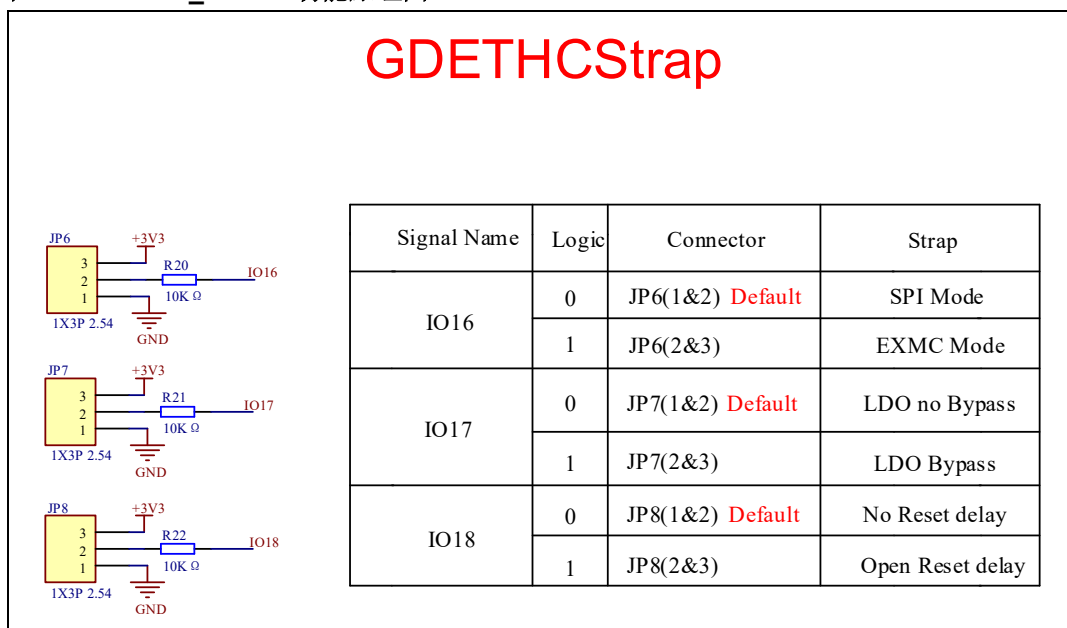 GDETHCStrap
JP6
+3V3
3
2
1
R20
10K Ω
IO16
1X3P 2.54
GND
JP7
+3V3
3
2
1
R21
10K Ω
IO17
1X3P 2.54
GND
JP8
+3V3
3
2
1
R22
10K Ω
IO18
1X3P 2.54
GND
Signal Name Logic Connector Strap
IO16
0 JP6(1&2) Default SPI Mode
1 JP6(2&3) EXMC Mode
IO17
0 JP7(1&2) Default LDO no Bypass
1 JP7(2&3) LDO Bypass
IO18
0 JP8(1&2) Default No Reset delay
1 JP8(2&3) Open Reset delay